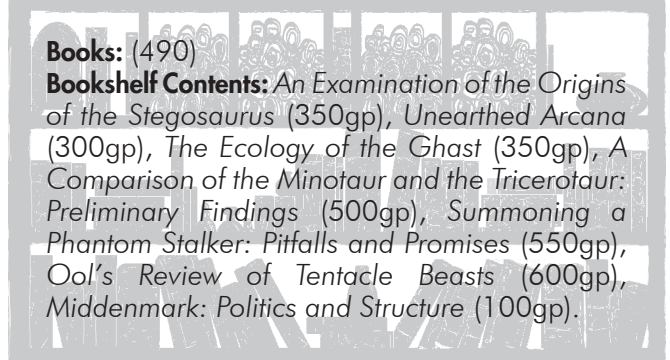 Books: (490)
Bookshelf Contents: An Examination of the Origins
of the Stegosaurus (350gp), Unearthed Arcana
(300gp), The Ecology of the Ghast (350gp), A
Comparison of the Minotaur and the Tricerotaur:
Preliminary Findings (500gp), Summoning a
Phantom Stalker: Pitfalls and Promises (550gp),
Ool's Review of Tentacle Beasts (600gp),
Middenmark: Politics and Structure (100gp).